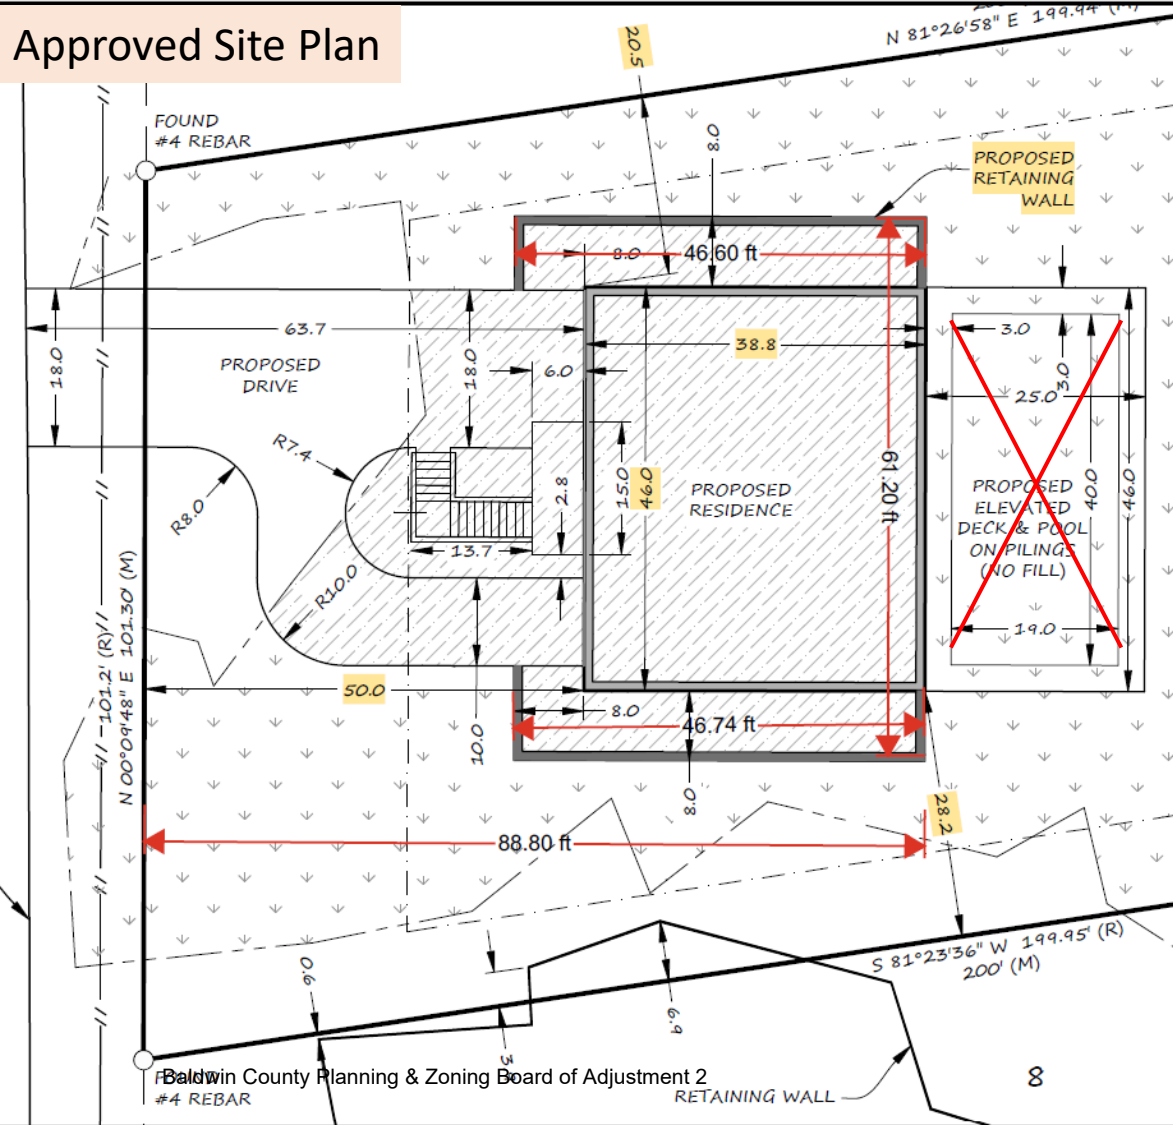 Approved Site Plan
N 81°26'58" E 199.94' (M)
20.5
FOUND
#4 REBAR
8.0
PROPOSED
RETAINING
WALL
8.0
46.60 ft
63.7
18.0
PROPOSED
DRIVE
18.0
6.0
38.8
3.0
3.0
25.0
R7.4
R8.0
2.8
15.0
46.0
PROPOSED
RESIDENCE
61.20 ft
PROPOSED
ELEVATED
DECK & POOL
ON PILINGS
(NO FILL)
40.0
46.0
13.7
R10.0
19.0
N 00°09'48" E 101.30' (M)
101.2' (R)
50.0
10.0
8.0
46.74 ft
8.0
28.2
88.80 ft
S 81°23'36" W 199.95' (R)
200' (M)
0.6
6.9
Baldwin County Planning & Zoning Board of Adjustment 2
#4 REBAR
RETAINING WALL
8